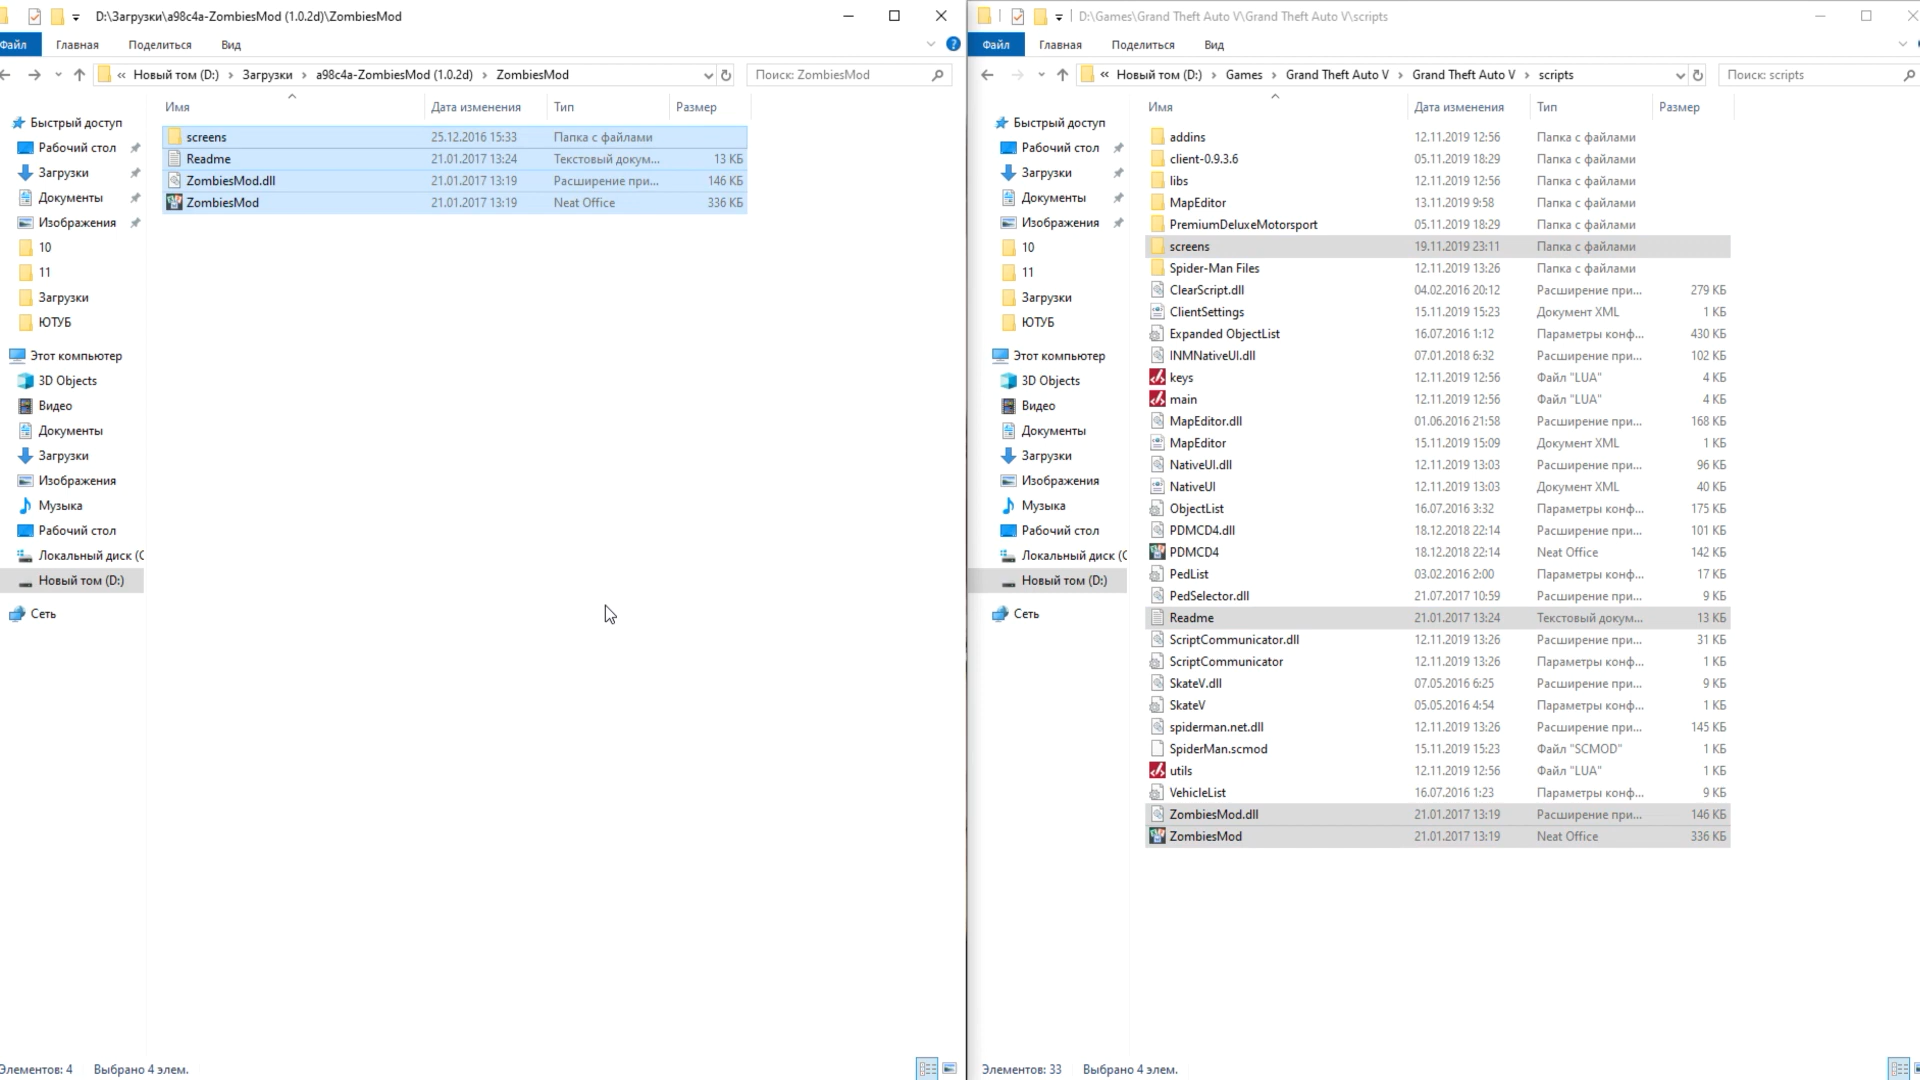 D:\Загрузки\a98c4a-ZombiesMod (1.0.2d)\ZombiesMod
Файл Главная Поделиться Вид
« Новый том (D:) › Загрузки › a98c4a-ZombiesMod (1.0.2d) › ZombiesMod
Поиск: ZombiesMod
Имя Дата изменения Тип Размер
screens 25.12.2016 15:33 Папка с файлами
Readme 21.01.2017 13:24 Текстовый докум... 13 КБ
ZombiesMod.dll 21.01.2017 13:19 Расширение при... 146 КБ
ZombiesMod 21.01.2017 13:19 Neat Office 336 КБ
Быстрый доступ
Рабочий стол
Загрузки
Документы
Изображения
10
11
Загрузки
ЮТУБ
Этот компьютер
3D Objects
Видео
Документы
Загрузки
Изображения
Музыка
Рабочий стол
Локальный диск (C
Новый том (D:)
Сеть
Элементов: 4 Выбрано 4 элем.
D:\Games\Grand Theft Auto V\Grand Theft Auto V\scripts
Файл Главная Поделиться Вид
« Новый том (D:) › Games › Grand Theft Auto V › Grand Theft Auto V › scripts
Поиск: scripts
Имя Дата изменения Тип Размер
addins 12.11.2019 12:56 Папка с файлами
client-0.9.3.6 05.11.2019 18:29 Папка с файлами
libs 12.11.2019 12:56 Папка с файлами
MapEditor 13.11.2019 9:58 Папка с файлами
PremiumDeluxeMotorsport 05.11.2019 18:29 Папка с файлами
screens 19.11.2019 23:11 Папка с файлами
Spider-Man Files 12.11.2019 13:26 Папка с файлами
ClearScript.dll 04.02.2016 20:12 Расширение при... 279 КБ
ClientSettings 15.11.2019 15:23 Документ XML 1 КБ
Expanded ObjectList 16.07.2016 1:12 Параметры конф... 430 КБ
INMNativeUI.dll 07.01.2018 6:32 Расширение при... 102 КБ
keys 12.11.2019 12:56 Файл "LUA" 4 КБ
main 12.11.2019 12:56 Файл "LUA" 4 КБ
MapEditor.dll 01.06.2016 21:58 Расширение при... 168 КБ
MapEditor 15.11.2019 15:09 Документ XML 1 КБ
NativeUI.dll 12.11.2019 13:03 Расширение при... 96 КБ
NativeUI 12.11.2019 13:03 Документ XML 40 КБ
ObjectList 16.07.2016 3:32 Параметры конф... 175 КБ
PDMCD4.dll 18.12.2018 22:14 Расширение при... 101 КБ
PDMCD4 18.12.2018 22:14 Neat Office 142 КБ
PedList 03.02.2016 2:00 Параметры конф... 17 КБ
PedSelector.dll 21.07.2017 10:59 Расширение при... 9 КБ
Readme 21.01.2017 13:24 Текстовый докум... 13 КБ
ScriptCommunicator.dll 12.11.2019 13:26 Расширение при... 31 КБ
ScriptCommunicator 12.11.2019 13:26 Параметры конф... 1 КБ
SkateV.dll 07.05.2016 6:25 Расширение при... 9 КБ
SkateV 05.05.2016 4:54 Параметры конф... 1 КБ
spiderman.net.dll 12.11.2019 13:26 Расширение при... 145 КБ
SpiderMan.scmod 15.11.2019 15:23 Файл "SCMOD" 1 КБ
utils 12.11.2019 12:56 Файл "LUA" 1 КБ
VehicleList 16.07.2016 1:23 Параметры конф... 9 КБ
ZombiesMod.dll 21.01.2017 13:19 Расширение при... 146 КБ
ZombiesMod 21.01.2017 13:19 Neat Office 336 КБ
Быстрый доступ
Рабочий стол
Загрузки
Документы
Изображения
10
11
Загрузки
ЮТУБ
Этот компьютер
3D Objects
Видео
Документы
Загрузки
Изображения
Музыка
Рабочий стол
Локальный диск (C
Новый том (D:)
Сеть
Элементов: 33 Выбрано 4 элем.